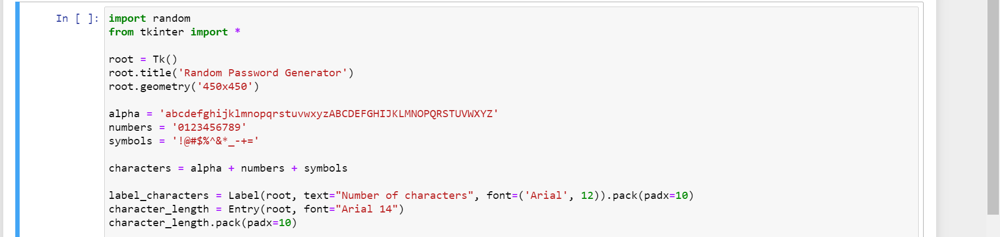 In [ ]:
import random
from tkinter import *
root = Tk()
root.title('Random Password Generator')
root.geometry('450x450')
alpha = 'abcdefghijklmnopqrstuvwxyzABCDEFGHIJKLMNOPQRSTUVWXYZ'
numbers = '0123456789'
symbols = '!@#$%^&*_-+='
characters = alpha + numbers + symbols
label_characters = Label(root, text="Number of characters", font=('Arial', 12)).pack(padx=10)
character_length = Entry(root, font="Arial 14")
character_length.pack(padx=10)